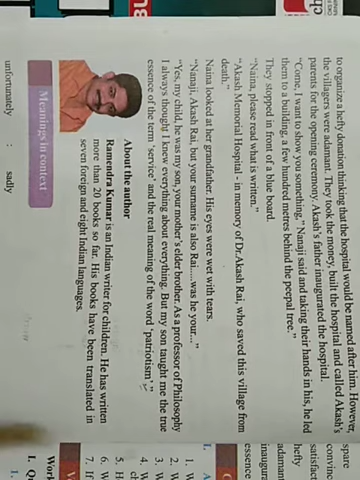 to organize a hefty donation thinking that the hospital would be named after him. However,
the villagers were adamant. They took the money, built the hospital and called Akash's
parents for the opening ceremony. Akash's father inaugurated the hospital.
"Come, I want to show you something," Nanaji said and taking their hands in his, he led
them to a building, a few hundred metres behind the peepal tree."
They stopped in front of a blue board.
"Naina, please read what is written."
"Akash Memorial Hospital - in memory of Dr.Akash Rai, who saved this village from
death."
Naina looked at her grandfather. His eyes were wet with tears.
"Nanaji, Akash Rai, but your surname is also Rai.....was he your..."
"Yes, my child, he was my son, your mother's elder brother. As a professor of Philosophy
I always thought I knew everything about everything. But my son taught me the true
essence of the term 'service' and the real meaning of the word 'patriotism'."
About the author
Ramendra Kumar is an Indian writer for children. He has written
more than 20 books so far. His books have been translated in
seven foreign and eight Indian languages.
Meanings in context
unfortunately : sadly
spare
convince
satisfact
hefty
adamant
inaugura
essence